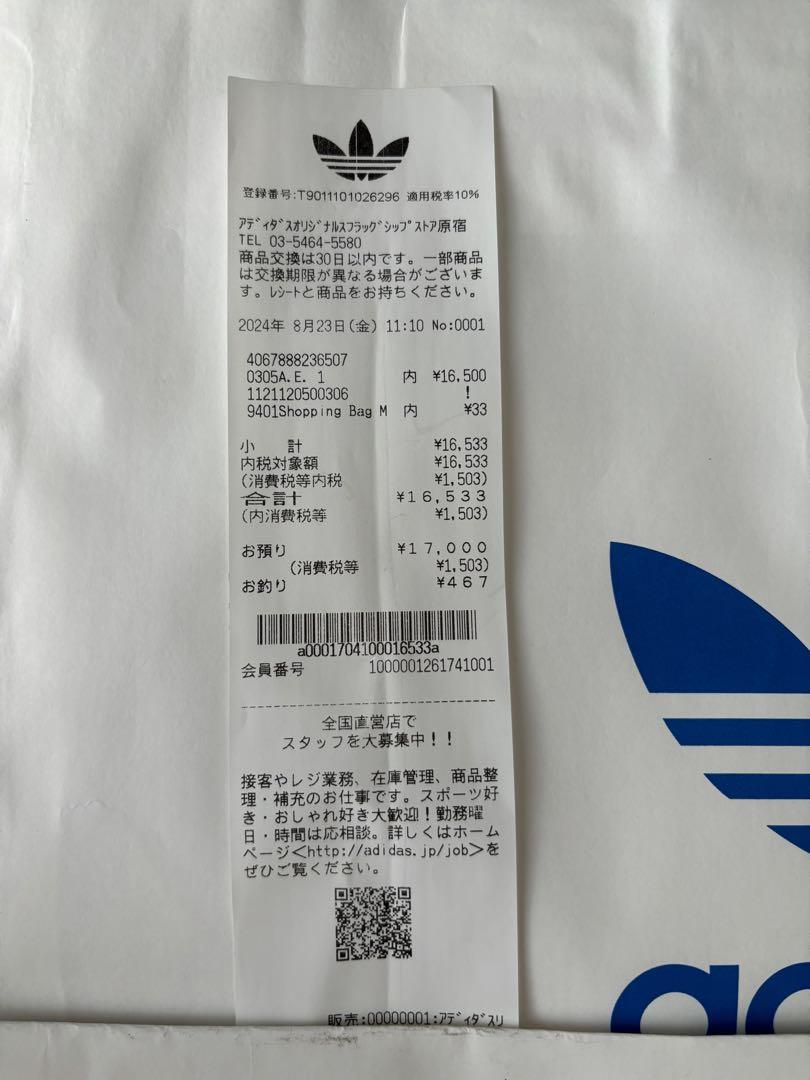 登録番号:T9011101026296 適用税率10%
ｱﾃﾞｨﾀﾞｽｵﾘｼﾞﾅﾙｽﾌﾗｯｸﾞｼｯﾌﾟｽﾄｱ原宿
TEL 03-5464-5580
商品交換は30日以内です。一部商品
は交換期限が異なる場合がございま
す。ﾚｼｰﾄと商品をお持ちください。
2024年 8月23日(金) 11:10 No:0001
4067888236507
0305A.E. 1 内 ¥16,500
1121120500306 !
9401Shopping Bag M 内 ¥33
小 計 ¥16,533
内税対象額 ¥16,533
(消費税等内税 ¥1,503)
合計 ¥16,533
(内消費税等 ¥1,503)
お預り ¥17,000
(消費税等 ¥1,503)
お釣り ¥467
a0001704100016533a
会員番号 1000001261741001
全国直営店で
スタッフを大募集中！！
接客やレジ業務、在庫管理、商品整
理・補充のお仕事です。スポーツ好
き・おしゃれ好き大歓迎！勤務曜
日・時間は応相談。詳しくはホーム
ページ<http://adidas.jp/job>を
ぜひご覧ください。
販売:00000001:ｱﾃﾞｨﾀﾞｽﾘ